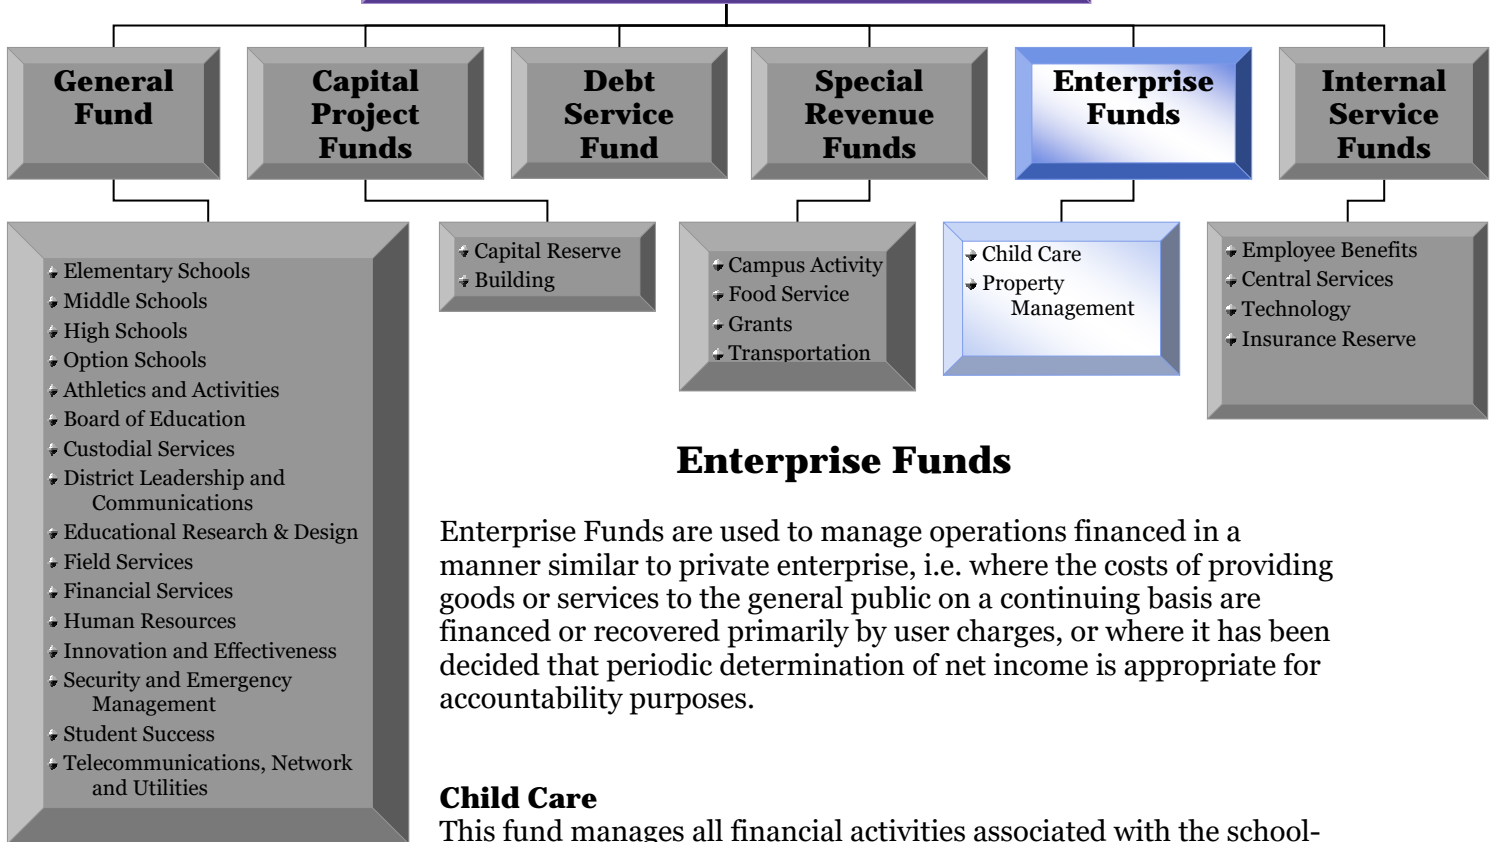 General
Fund
Capital
Project
Funds
Debt
Service
Fund
Special
Revenue
Funds
Enterprise
Funds
Internal
Service
Funds
Elementary Schools
Middle Schools
High Schools
Option Schools
Athletics and Activities
Board of Education
Custodial Services
District Leadership and
Communications
Educational Research & Design
Field Services
Financial Services
Human Resources
Innovation and Effectiveness
Security and Emergency
Management
Student Success
Telecommunications, Network
and Utilities
Capital Reserve
Building
Campus Activity
Food Service
Grants
Transportation
Child Care
Property
Management
Employee Benefits
Central Services
Technology
Insurance Reserve
Enterprise Funds
Enterprise Funds are used to manage operations financed in a
manner similar to private enterprise, i.e. where the costs of providing
goods or services to the general public on a continuing basis are
financed or recovered primarily by user charges, or where it has been
decided that periodic determination of net income is appropriate for
accountability purposes.
Child Care
This fund manages all financial activities associated with the school-